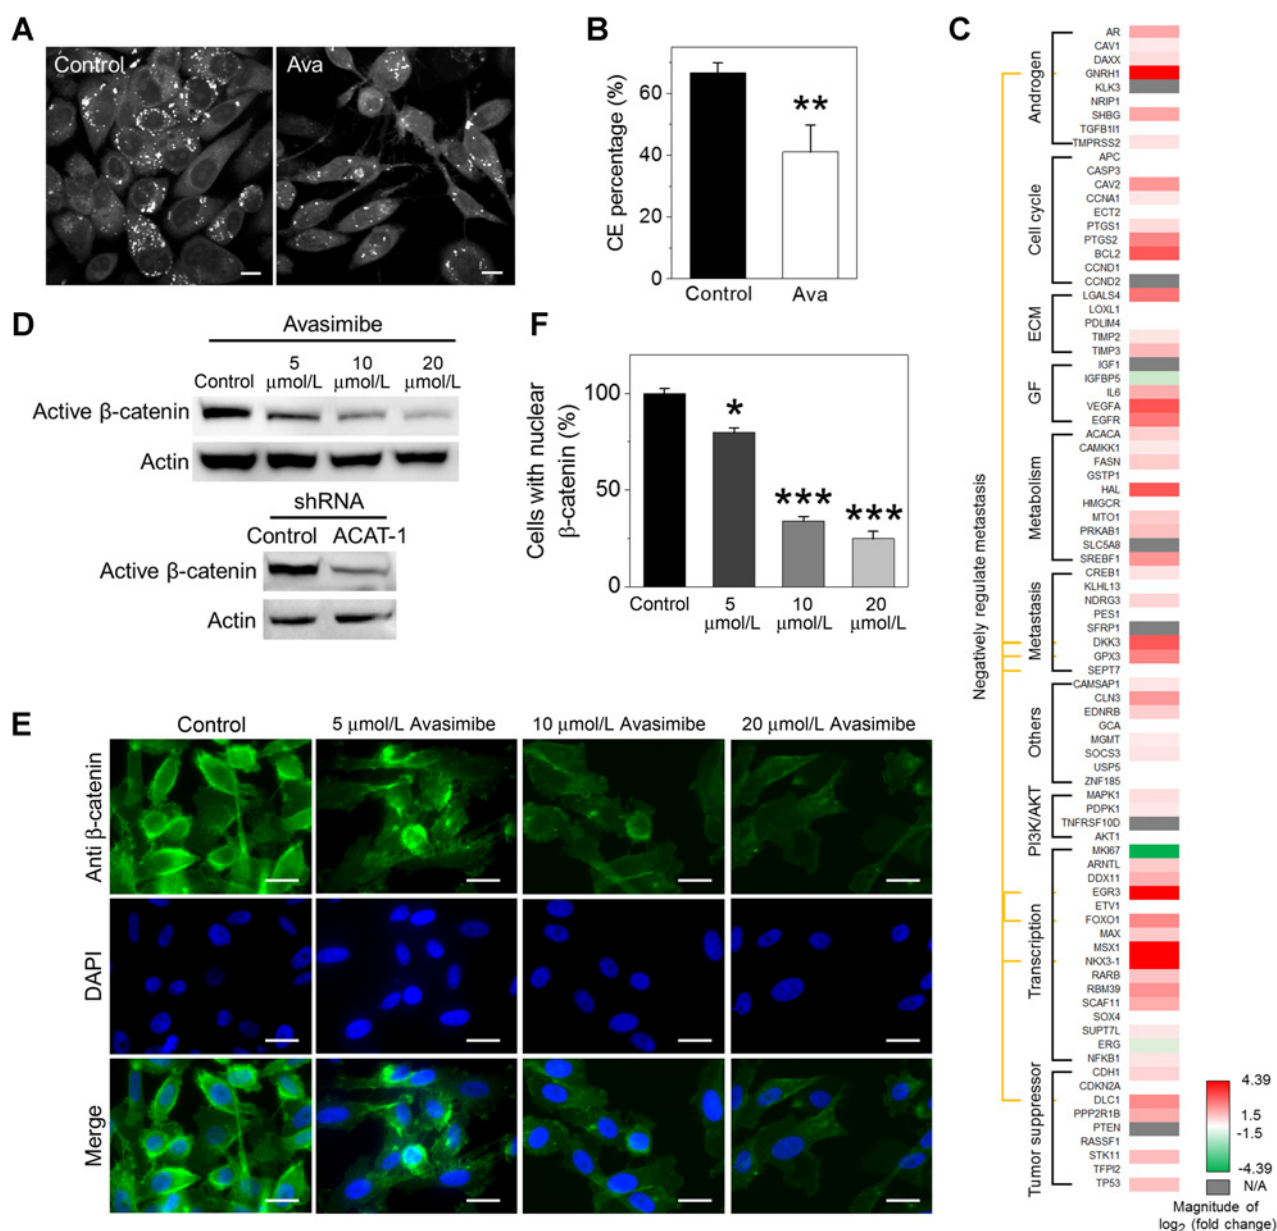 A
Control
Ava
B
CE percentage (%)
60
40
20
0
**
Control
Ava
C
Negatively regulate metastasis
Androgen
AR
CAV1
DAXX
GNRH1
KLK3
NRIP1
SHBG
TGFB1I1
TMPRSS2
Cell cycle
APC
CASP3
CAV2
CCNA1
ECT2
PTGS1
PTGS2
BCL2
CCND1
CCND2
ECM
LGALS4
LOXL1
PDLIM4
TIMP2
TIMP3
GF
IGF1
IGFBP5
IL6
VEGFA
EGFR
Metabolism
ACACA
CAMKK1
FASN
GSTP1
HAL
HMGCR
MTO1
PRKAB1
SLC5A8
SREBF1
Metastasis
CREB1
KLHL13
NDRG3
PES1
SFRP1
DKK3
GPX3
SEPT7
Others
CAMSAP1
CLN3
EDNRB
GCA
MGMT
SOCS3
USP5
ZNF185
PI3K/AKT
MAPK1
PDPK1
TNFRSF10D
AKT1
Transcription
MKI67
ARNTL
DDX11
EGR3
ETV1
FOXO1
MAX
MSX1
NKX3-1
RARB
RBM39
SCAF11
SOX4
SUPT7L
ERG
NFKB1
Tumor suppressor
CDH1
CDKN2A
DLC1
PPP2R1B
PTEN
RASSF1
STK11
TFPI2
TP53
4.39
1.5
-1.5
-4.39
N/A
Magnitude of
log2 (fold change)
D
Avasimibe
Control
5
μmol/L
10
μmol/L
20
μmol/L
Active β-catenin
Actin
shRNA
Control ACAT-1
Active β-catenin
Actin
F
Cells with nuclear
β-catenin (%)
100
50
0
*
***
***
Control
5
μmol/L
10
μmol/L
20
μmol/L
E
Control
5 μmol/L Avasimibe
10 μmol/L Avasimibe
20 μmol/L Avasimibe
Anti β-catenin
DAPI
Merge